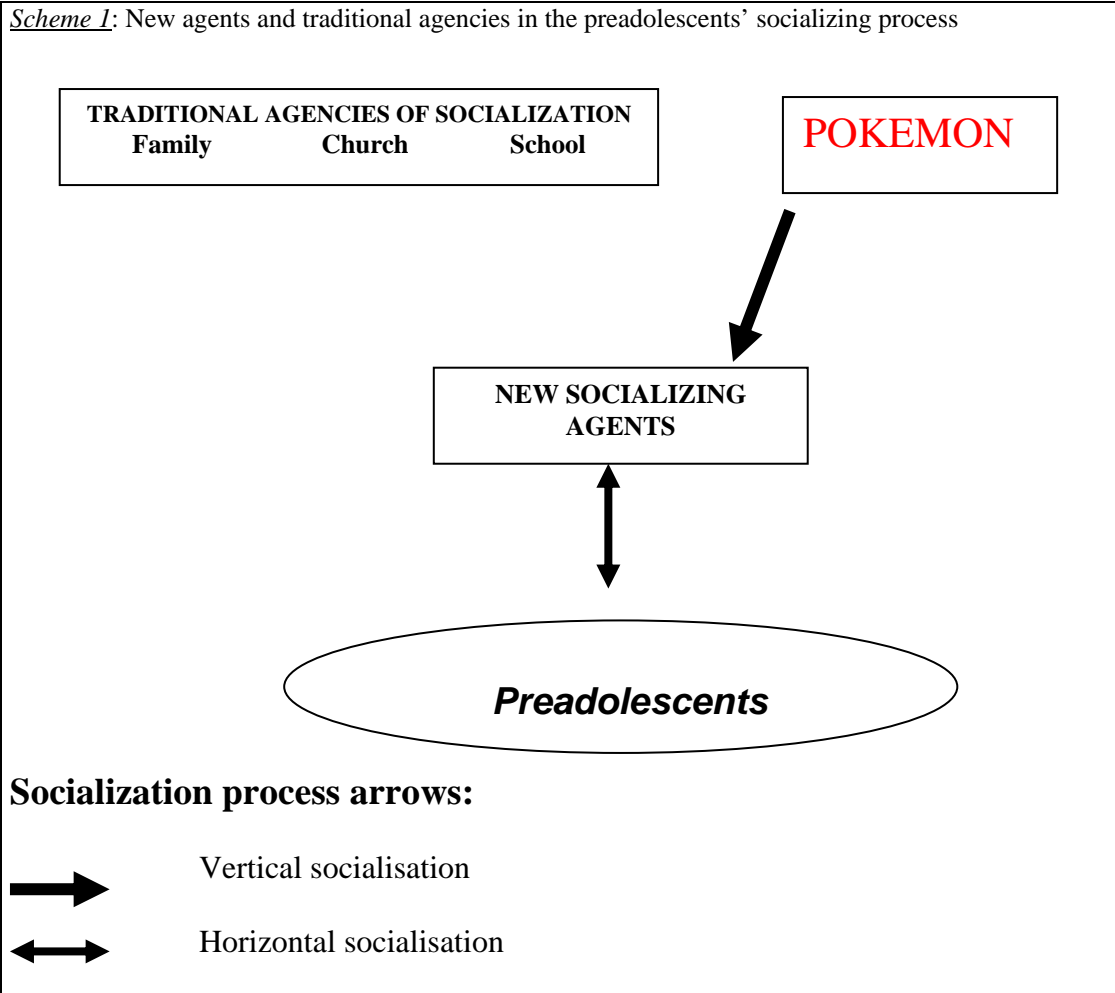 Scheme 1: New agents and traditional agencies in the preadolescents’ socializing process
TRADITIONAL AGENCIES OF SOCIALIZATION
Family Church School
POKEMON
NEW SOCIALIZING
AGENTS
Preadolescents
Socialization process arrows:
Vertical socialisation
Horizontal socialisation